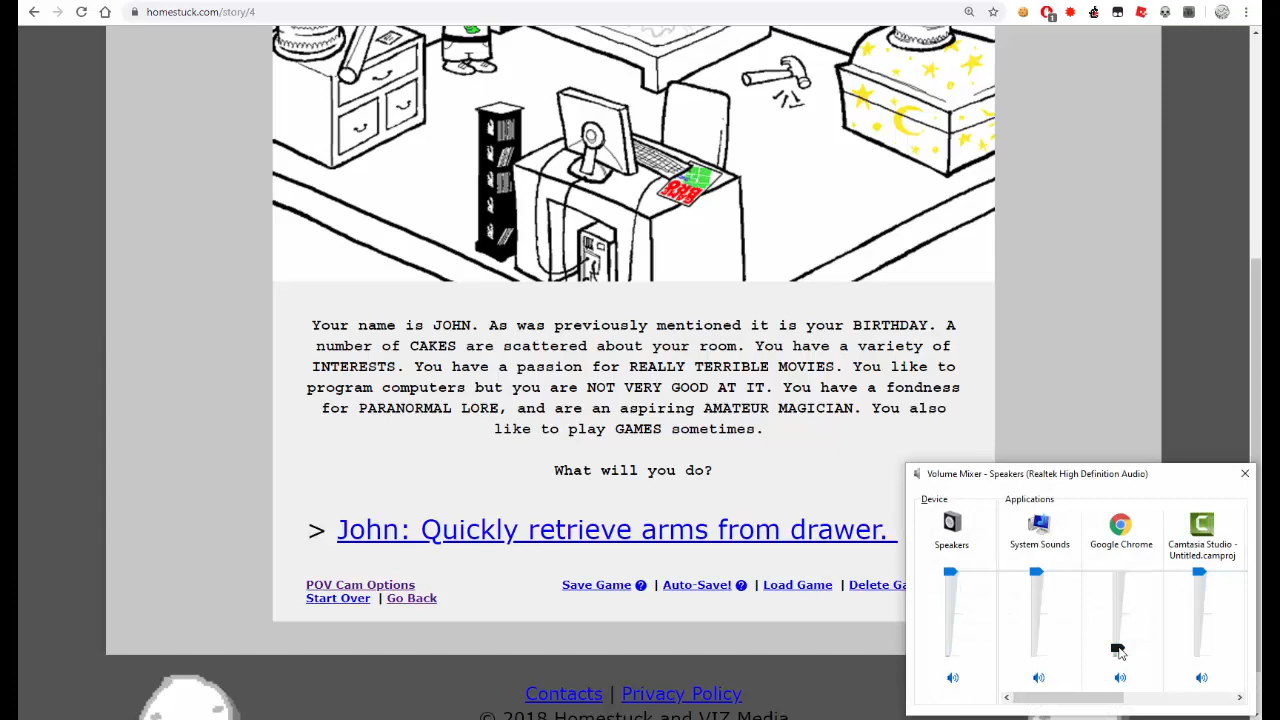 homestuck.com/story/4
1
Your name is JOHN. As was previously mentioned it is your BIRTHDAY. A
number of CAKES are scattered about your room. You have a variety of
INTERESTS. You have a passion for REALLY TERRIBLE MOVIES. You like to
program computers but you are NOT VERY GOOD AT IT. You have a fondness
for PARANORMAL LORE, and are an aspiring AMATEUR MAGICIAN. You also
like to play GAMES sometimes.
What will you do?
> John: Quickly retrieve arms from drawer.
POV Cam Options
Start Over | Go Back
Save Game ? | Auto-Save! ? | Load Game | Delete Ga
Contacts | Privacy Policy
© 2018 Homestuck and VIZ Media
Volume Mixer - Speakers (Realtek High Definition Audio)
Device
Applications
Speakers
System Sounds
Google Chrome
Camtasia Studio -
Untitled.camproj